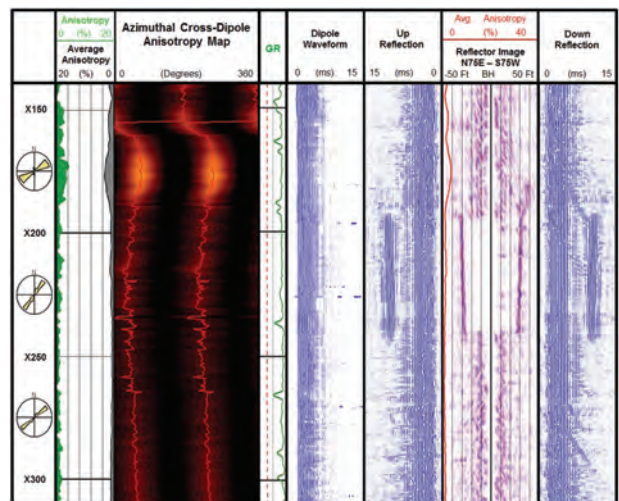 Anisotropy
0 (%) 20
Average
Anisotropy
20 (%) 0
Azimuthal Cross-Dipole
Anisotropy Map
0 (Degrees) 360
GR
Dipole
Waveform
0 (ms) 15
Up
Reflection
15 (ms) 0
Avg. Anisotropy
0 (%) 40
Reflector Image
N75E – S75W
-50 Ft BH 50 Ft
Down
Reflection
0 (ms) 15
X150
X200
X250
X300